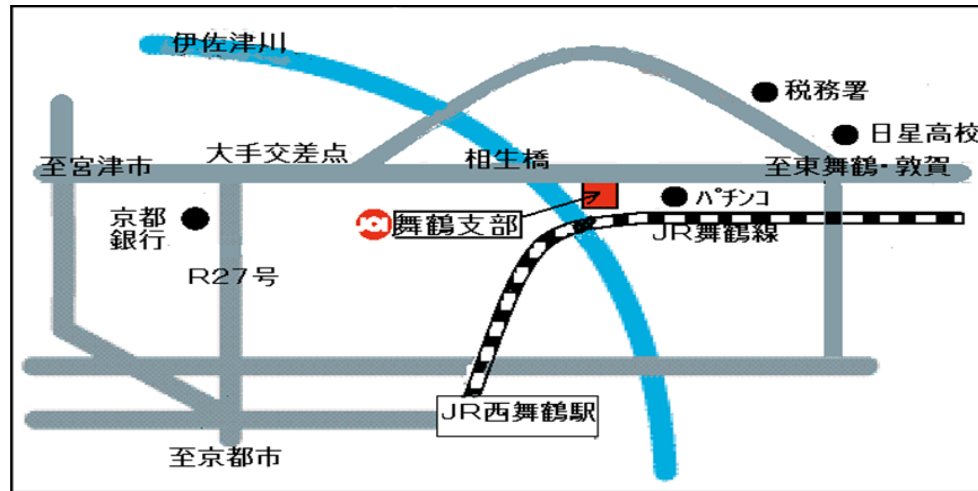 伊佐津川
税務署
日星高校
大手交差点
相生橋
至宮津市
至東舞鶴・敦賀
京都
銀行
JCI
舞鶴支部
ﾊﾟﾁﾝｺ
JR舞鶴線
R27号
JR西舞鶴駅
至京都市